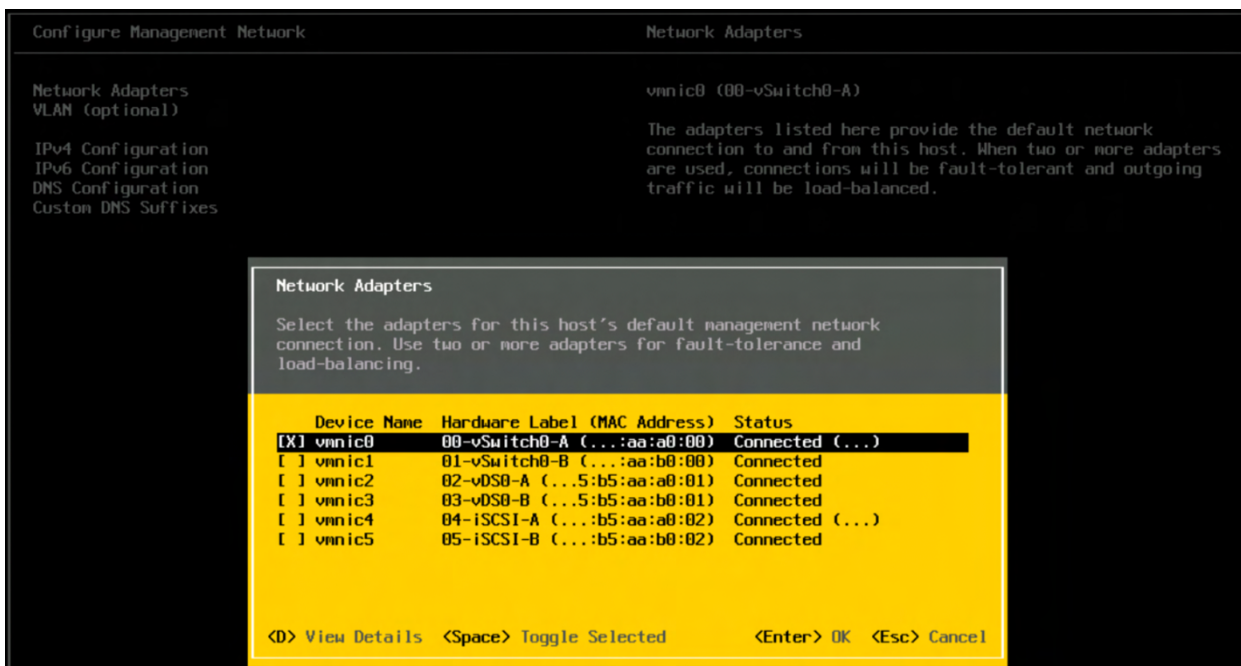 Configure Management Network
Network Adapters
Network Adapters
VLAN (optional)
IPv4 Configuration
IPv6 Configuration
DNS Configuration
Custom DNS Suffixes
vmnic0 (00-vSwitch0-A)
The adapters listed here provide the default network
connection to and from this host. When two or more adapters
are used, connections will be fault-tolerant and outgoing
traffic will be load-balanced.
Network Adapters
Select the adapters for this host's default management network
connection. Use two or more adapters for fault-tolerance and
load-balancing.
Device Name Hardware Label (MAC Address) Status
[X] vmnic0 00-vSwitch0-A (...:aa:a0:00) Connected (...)
[ ] vmnic1 01-vSwitch0-B (...:aa:b0:00) Connected
[ ] vmnic2 02-vDS0-A (...5:b5:aa:a0:01) Connected
[ ] vmnic3 03-vDS0-B (...5:b5:aa:b0:01) Connected
[ ] vmnic4 04-iSCSI-A (...:b5:aa:a0:02) Connected (...)
[ ] vmnic5 05-iSCSI-B (...:b5:aa:b0:02) Connected
<D> View Details <Space> Toggle Selected <Enter> OK <Esc> Cancel